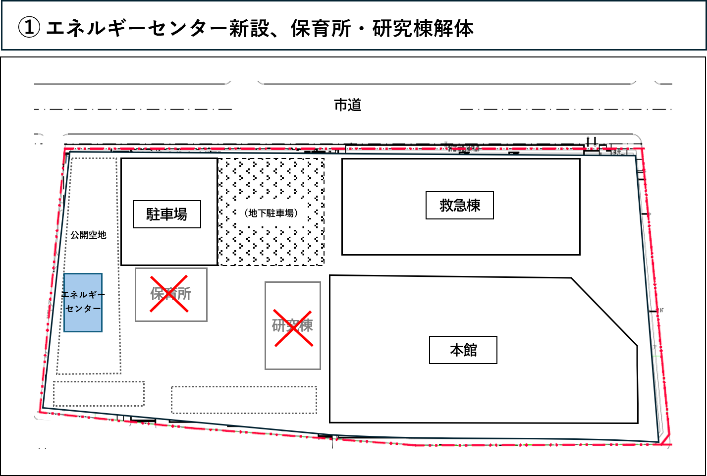 ① エネルギーセンター新設、保育所・研究棟解体
市道
駐車場
（地下駐車場）
救急棟
公開空地
エネルギー
センター
保育所
研究棟
本館